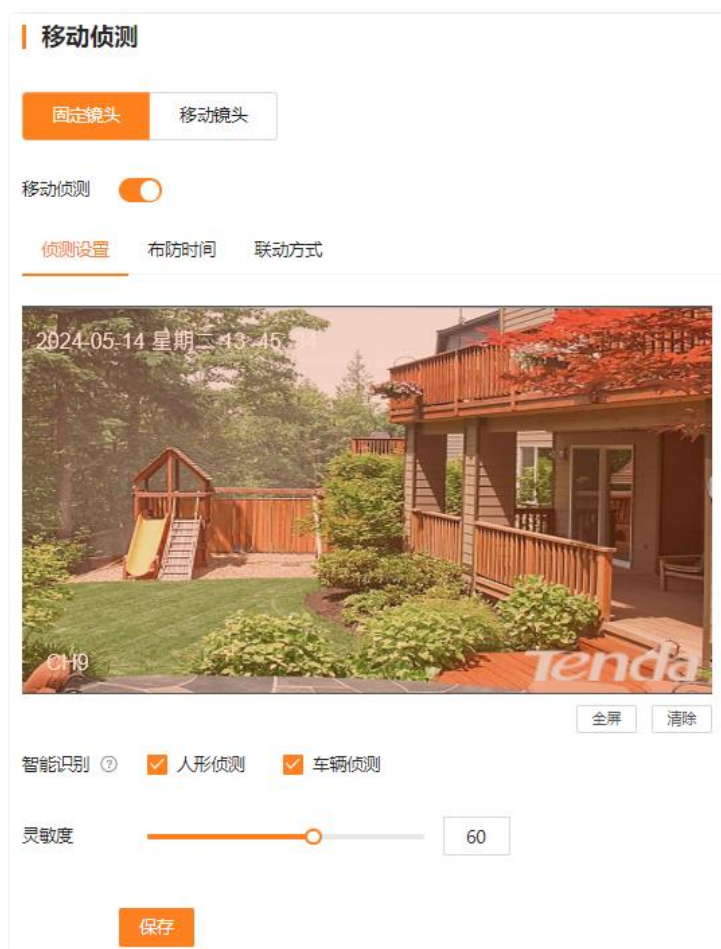 移动侦测
固定镜头 移动镜头
移动侦测
侦测设置 布防时间 联动方式
2024-05-14 星期二 13:45:
CH9
Tenda
全屏 清除
智能识别 ? 人形侦测 车辆侦测
灵敏度 60
保存